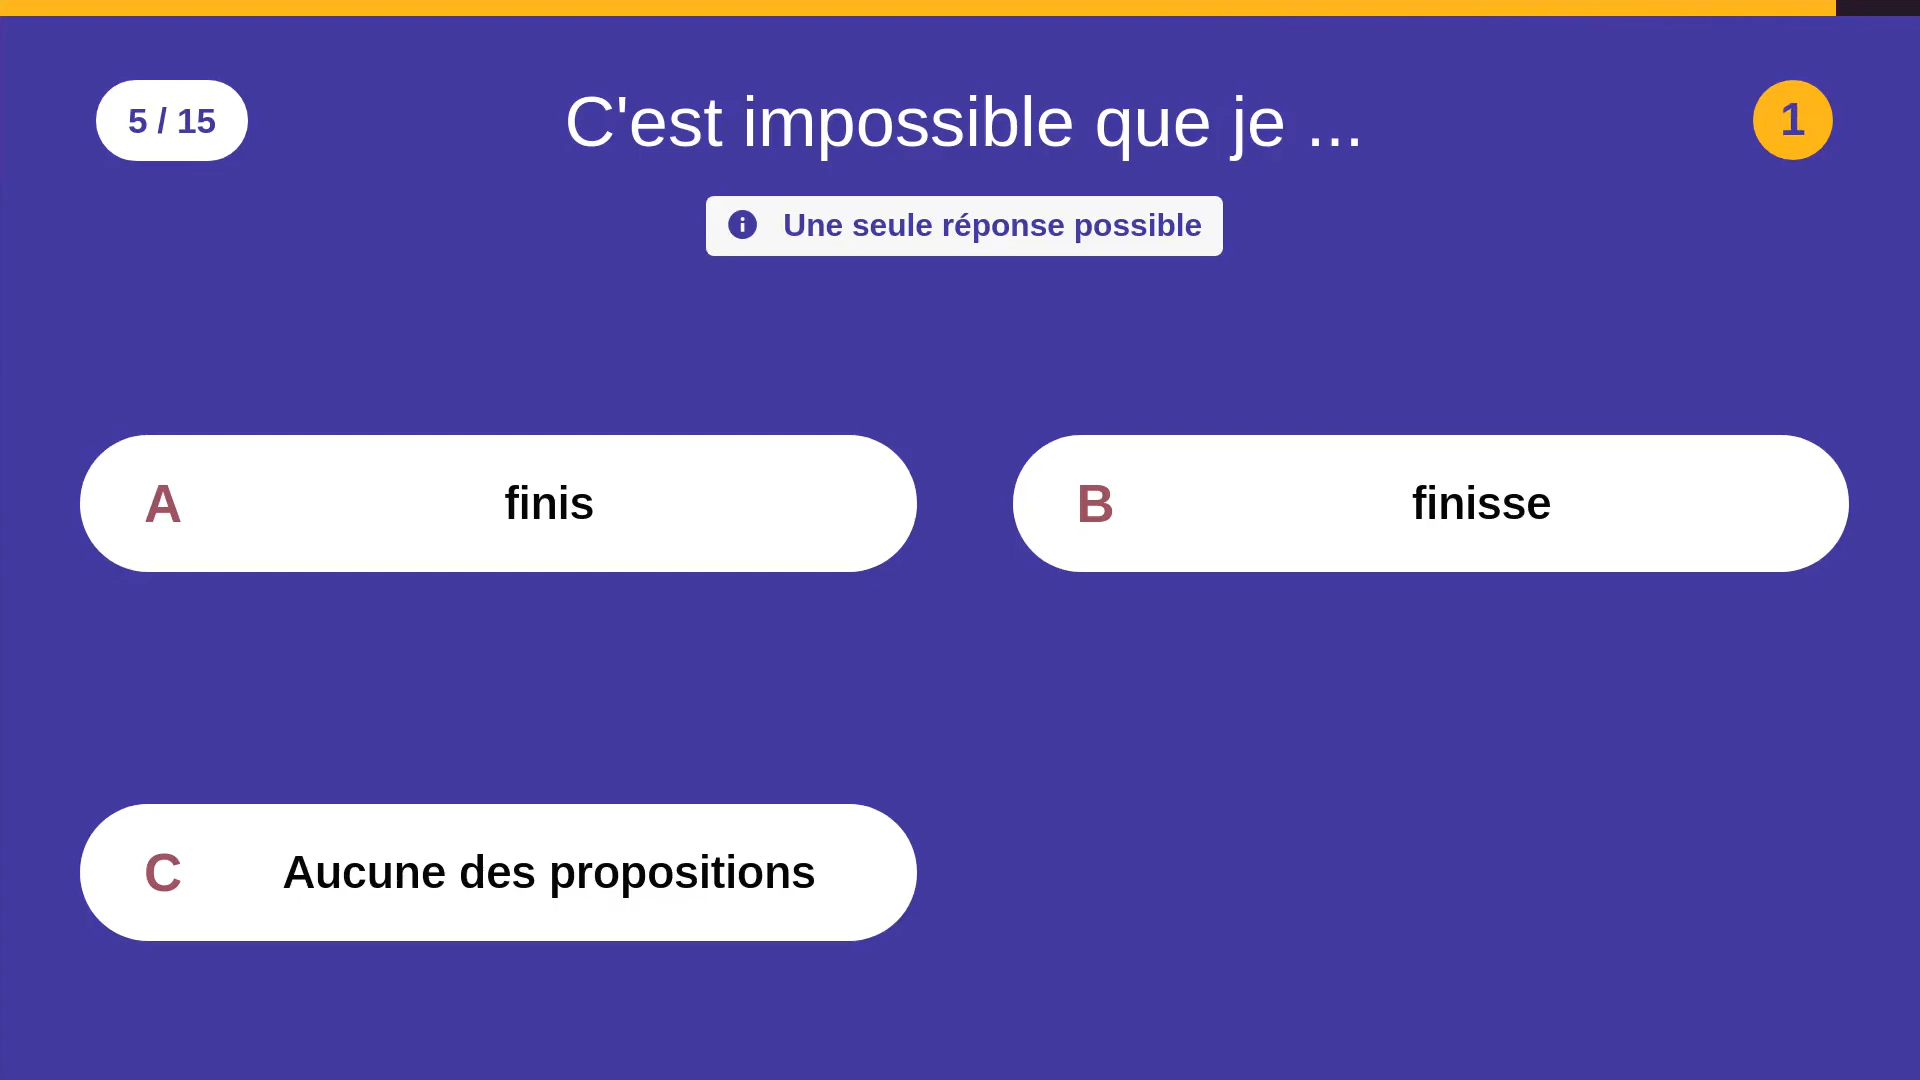 5 / 15
C'est impossible que je ...
1
Une seule réponse possible
A finis
B finisse
C Aucune des propositions